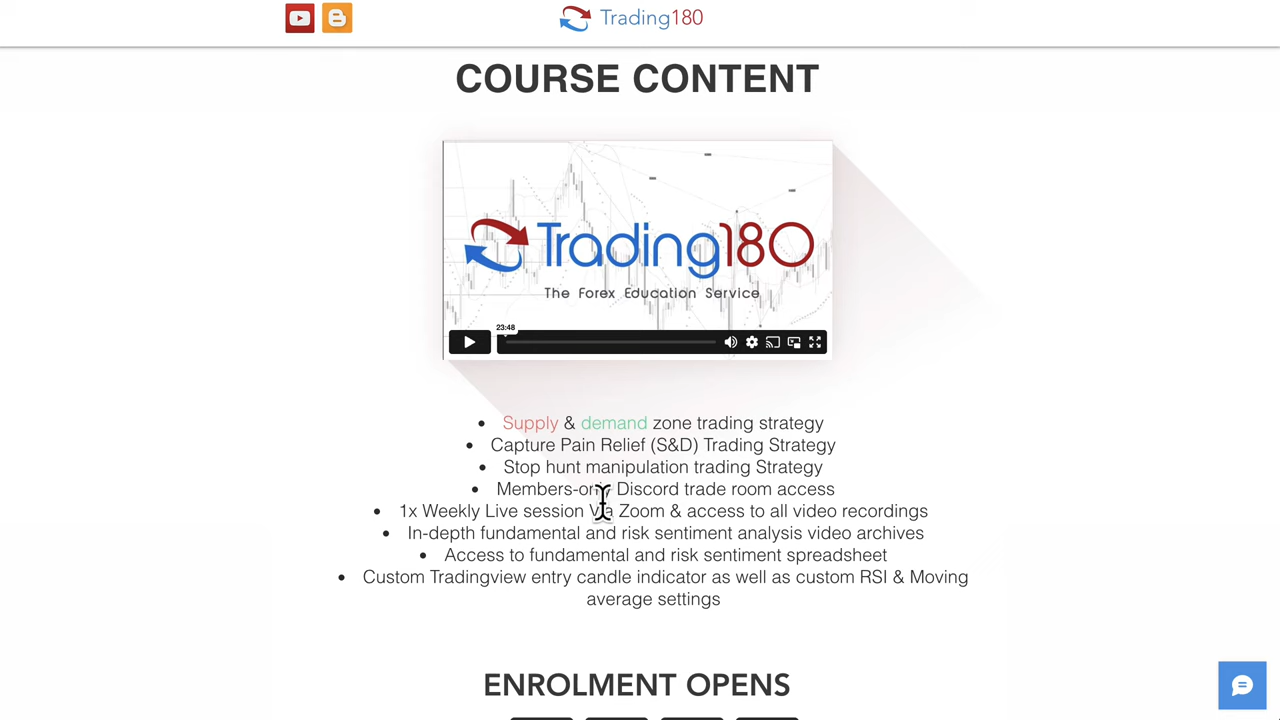 Trading180
COURSE CONTENT
Trading180
The Forex Education Service
23:48
• Supply & demand zone trading strategy
• Capture Pain Relief (S&D) Trading Strategy
• Stop hunt manipulation trading Strategy
• Members-only Discord trade room access
• 1x Weekly Live session Via Zoom & access to all video recordings
• In-depth fundamental and risk sentiment analysis video archives
• Access to fundamental and risk sentiment spreadsheet
• Custom Tradingview entry candle indicator as well as custom RSI & Moving
average settings
ENROLMENT OPENS